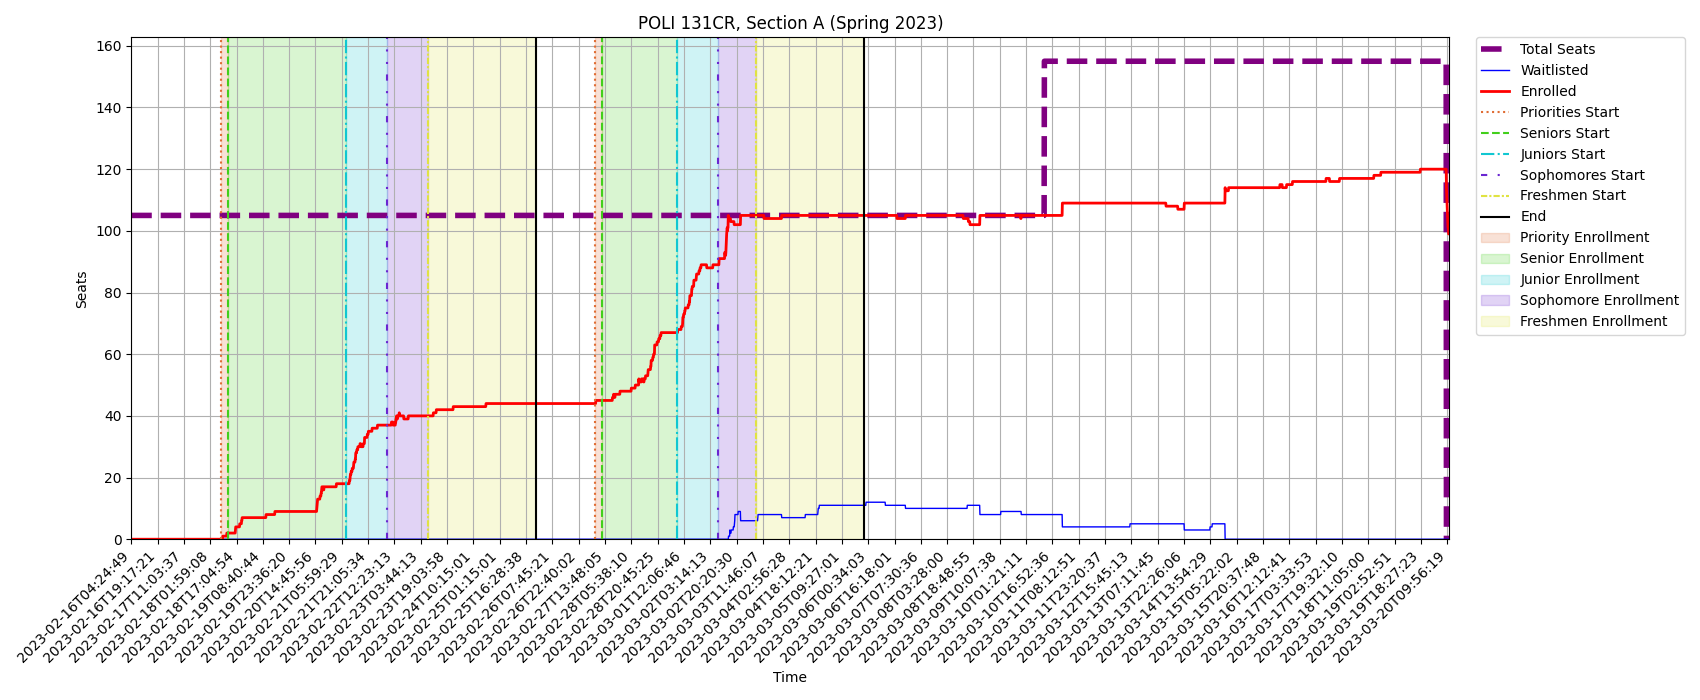 POLI 131CR, Section A (Spring 2023)
160
140
120
100
80
60
40
20
0
Seats
2023-02-16T04:24:49
2023-02-16T19:17:21
2023-02-17T11:03:37
2023-02-18T01:59:08
2023-02-18T17:04:54
2023-02-19T08:40:44
2023-02-19T23:36:20
2023-02-20T14:45:56
2023-02-21T05:59:29
2023-02-21T21:05:34
2023-02-22T12:23:13
2023-02-23T03:44:13
2023-02-23T19:03:58
2023-02-24T10:15:01
2023-02-25T01:15:01
2023-02-25T16:28:38
2023-02-26T07:45:21
2023-02-26T22:40:02
2023-02-27T13:48:05
2023-02-28T05:38:10
2023-02-28T20:45:25
2023-03-01T12:06:46
2023-03-02T03:14:13
2023-03-02T18:20:30
2023-03-03T11:46:07
2023-03-04T02:56:28
2023-03-04T18:12:21
2023-03-05T09:27:01
2023-03-06T00:34:03
2023-03-06T16:18:01
2023-03-07T07:30:36
2023-03-08T03:28:00
2023-03-08T18:48:55
2023-03-09T10:07:38
2023-03-10T01:21:11
2023-03-10T16:52:36
2023-03-11T08:12:51
2023-03-11T23:20:37
2023-03-12T15:45:13
2023-03-13T07:11:45
2023-03-13T22:26:06
2023-03-14T13:54:29
2023-03-15T05:22:02
2023-03-15T20:37:48
2023-03-16T12:12:41
2023-03-17T03:33:53
2023-03-17T19:32:10
2023-03-18T11:05:00
2023-03-19T02:52:51
2023-03-19T18:27:23
2023-03-20T09:56:19
Time
Total Seats
Waitlisted
Enrolled
Priorities Start
Seniors Start
Juniors Start
Sophomores Start
Freshmen Start
End
Priority Enrollment
Senior Enrollment
Junior Enrollment
Sophomore Enrollment
Freshmen Enrollment